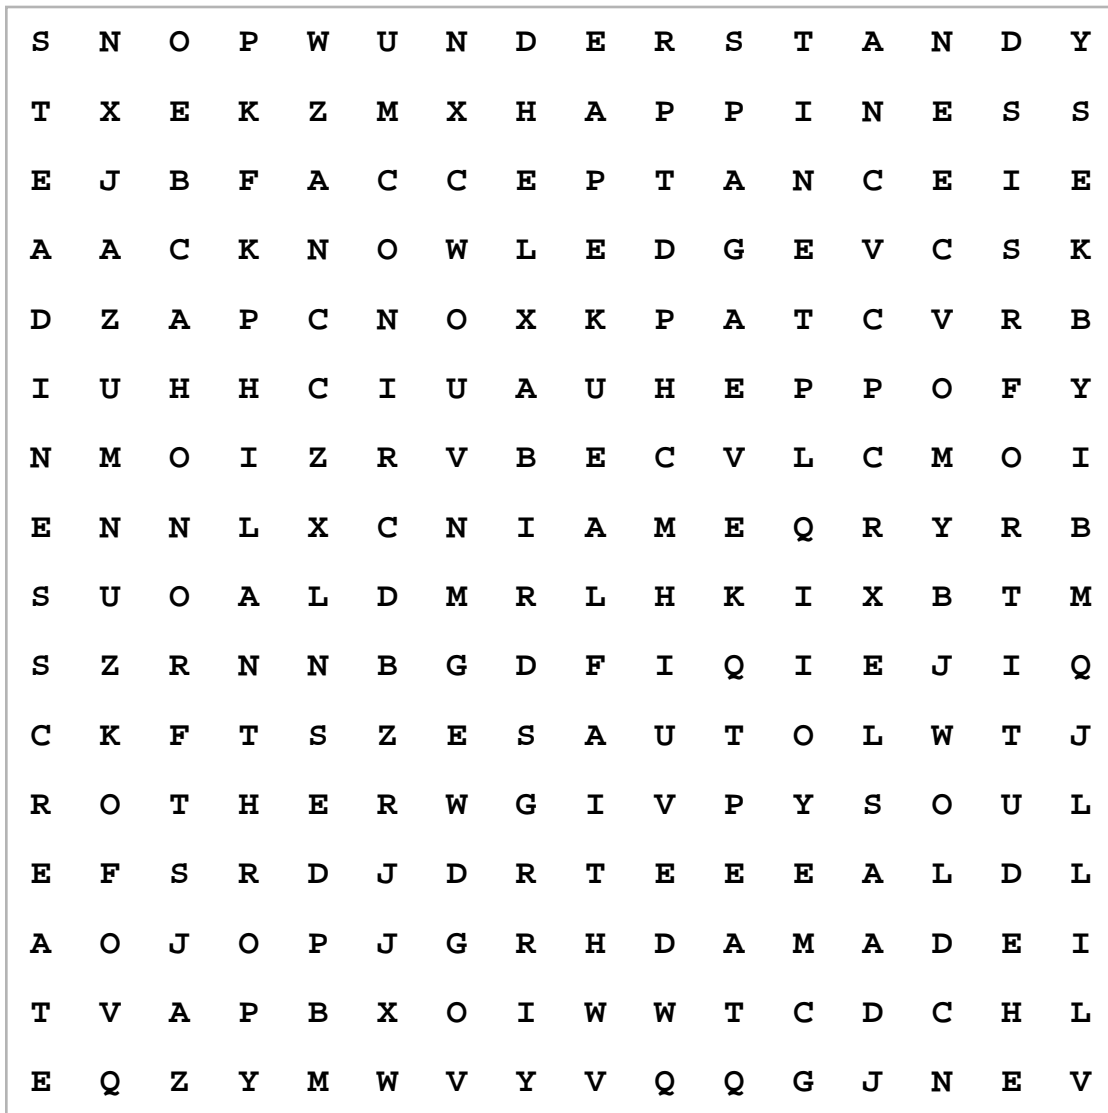 S N O P W U N D E R S T A N D Y
T X E K Z M X H A P P I N E S S
E J B F A C C E P T A N C E I E
A A C K N O W L E D G E V C S K
D Z A P C N O X K P A T C V R B
I U H H C I U A U H E P P O F Y
N M O I Z R V B E C V L C M O I
E N N L X C N I A M E Q R Y R B
S U O A L D M R L H K I X B T M
S Z R N N B G D F I Q I E J I Q
C K F T S Z E S A U T O L W T J
R O T H E R W G I V P Y S O U L
E F S R D J D R T E E E A L D L
A O J O P J G R H D A M A D E I
T V A P B X O I W W T C D C H L
E Q Z Y M W V Y V Q Q G J N E V